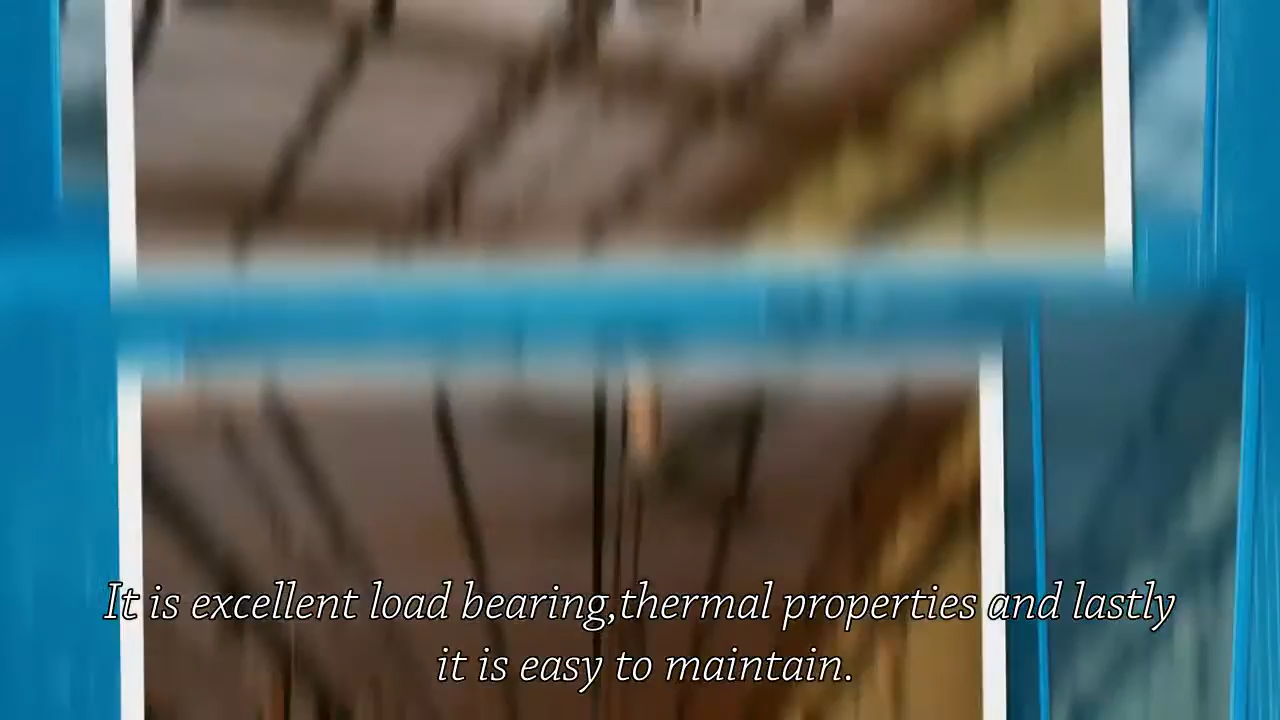 It is excellent load bearing,thermal properties and lastly
it is easy to maintain.